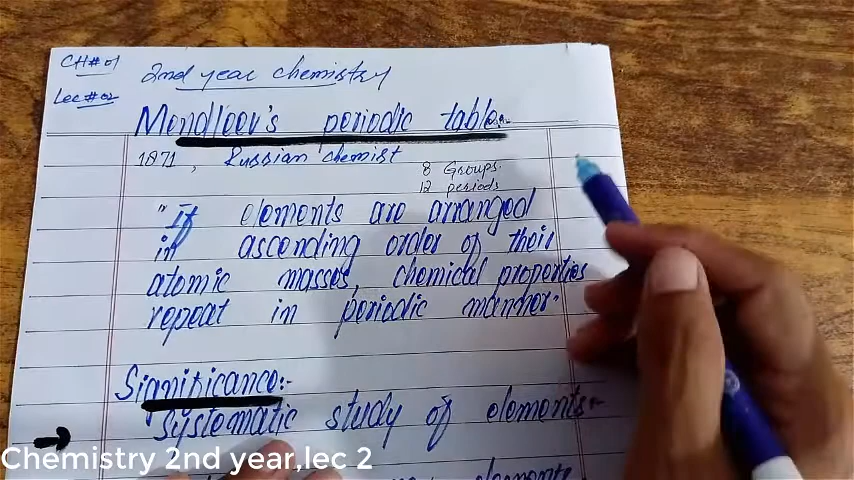 CH# 01
2nd year chemistry
Lec# 02
Mendleev's periodic table.
1871, Russian chemist
8 Groups.
12 periods
"If elements are arranged
in ascending order of their
atomic masses, chemical properties
repeat in periodic manner.
Significance:-
Systematic study of elements
elements
Chemistry 2nd year,lec 2